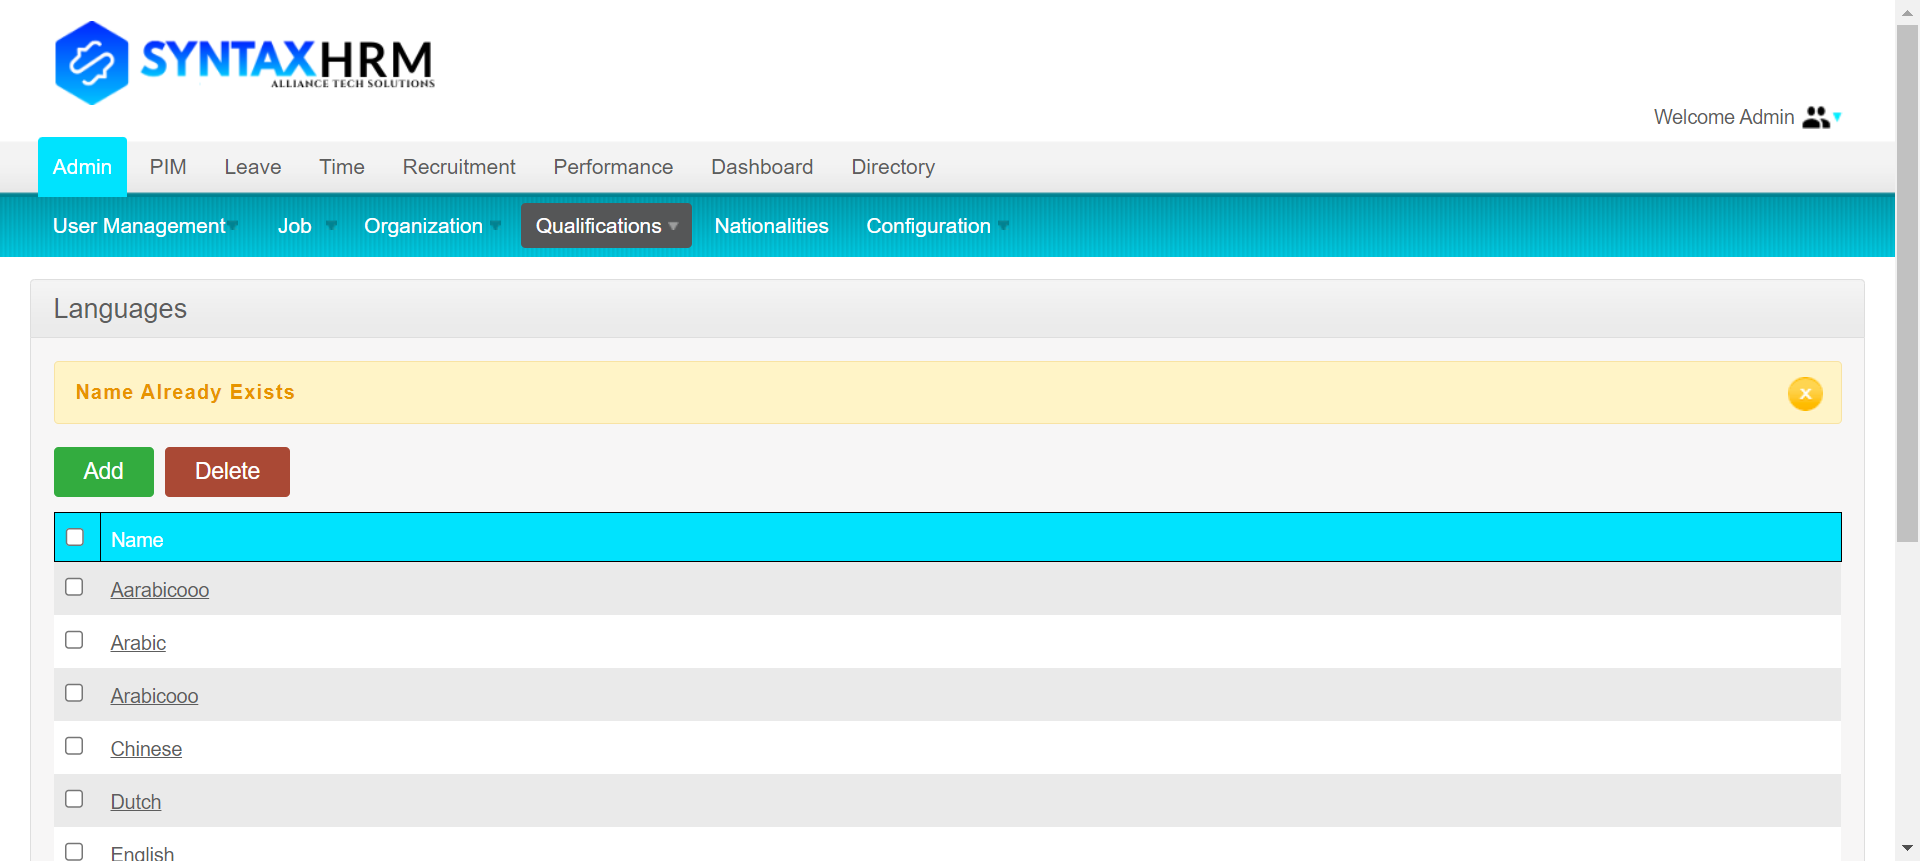 SYNTAXHRM
ALLIANCE TECH SOLUTIONS
Welcome Admin
Admin PIM Leave Time Recruitment Performance Dashboard Directory
User Management Job Organization Qualifications Nationalities Configuration
Languages
Name Already Exists
Add Delete
Name
Aarabicooo
Arabic
Arabicooo
Chinese
Dutch
English